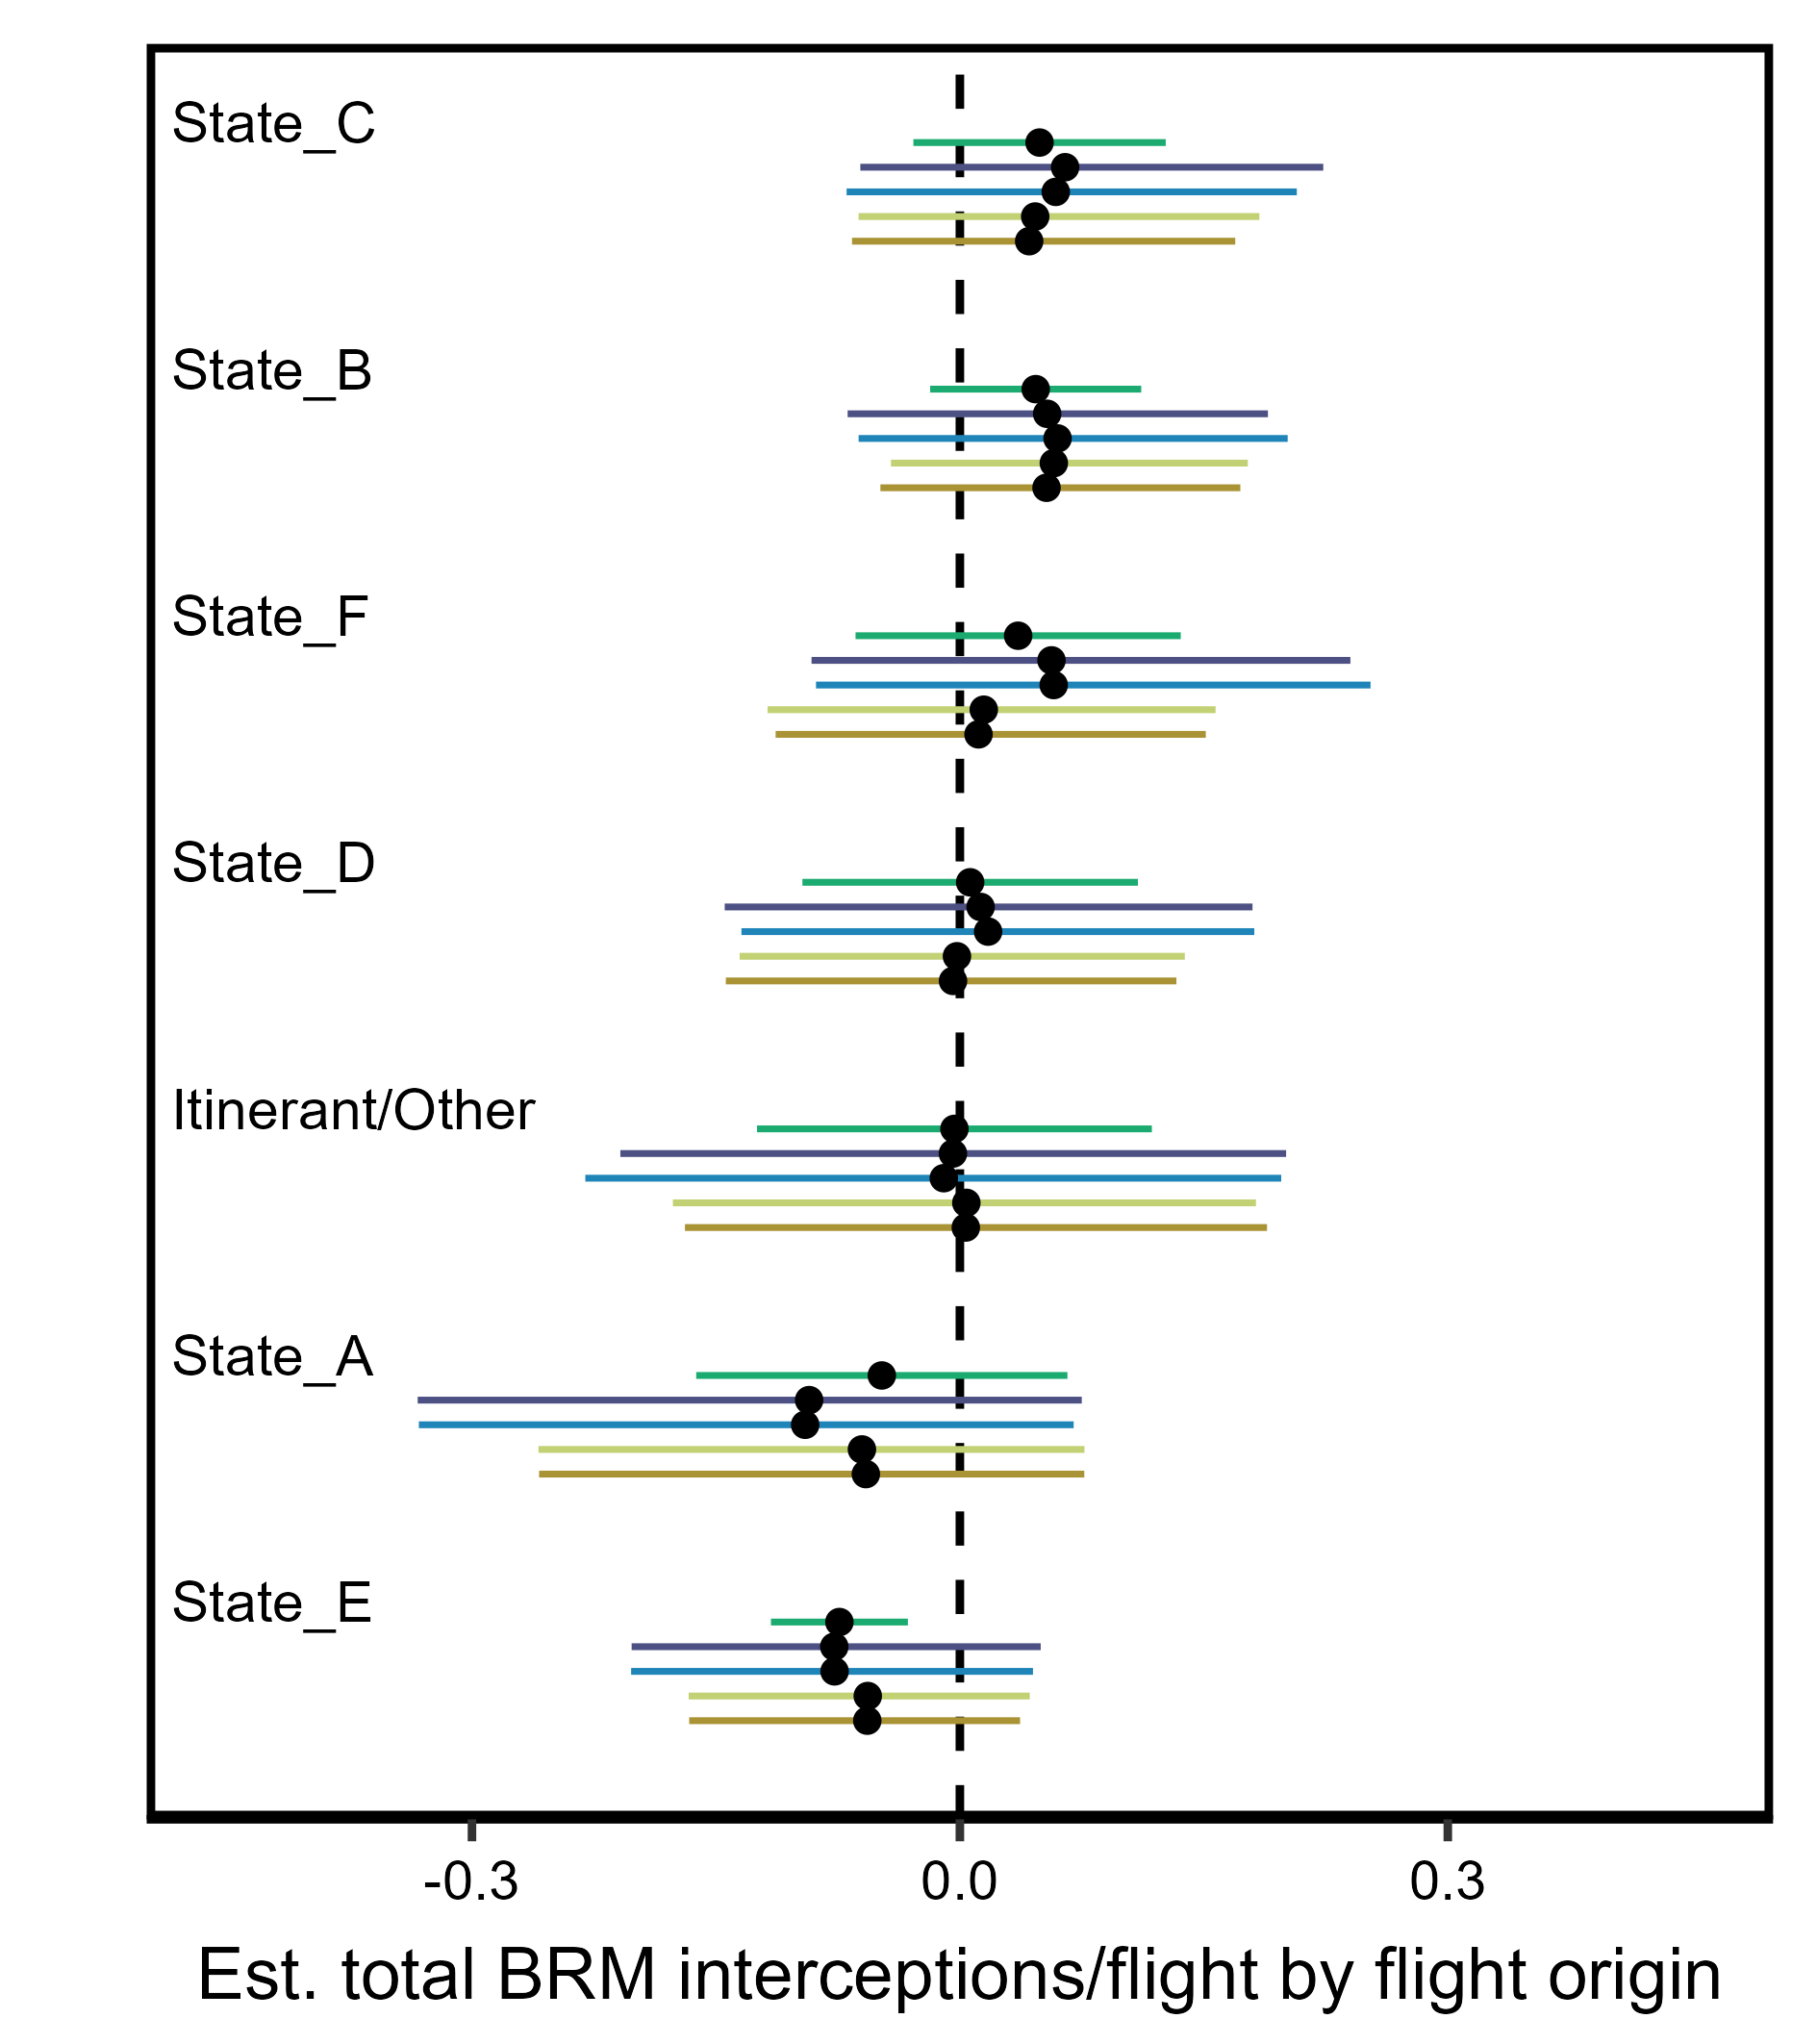 State_C
State_B
State_F
State_D
Itinerant/Other
State_A
State_E
-0.3 0.0 0.3
Est. total BRM interceptions/flight by flight origin